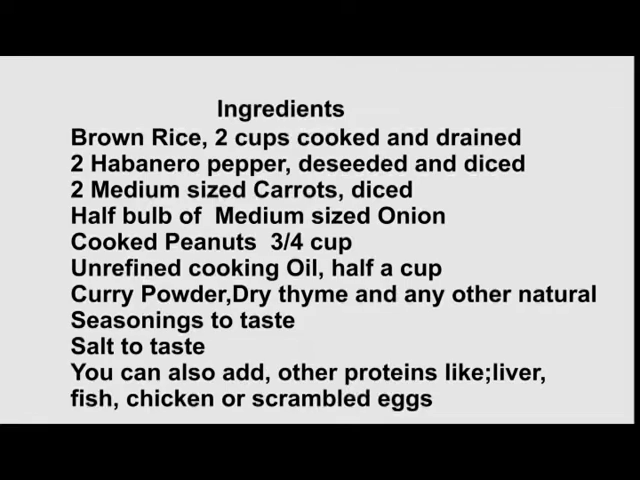 Ingredients
Brown Rice, 2 cups cooked and drained
2 Habanero pepper, deseeded and diced
2 Medium sized Carrots, diced
Half bulb of  Medium sized Onion
Cooked Peanuts  3/4 cup
Unrefined cooking Oil, half a cup
Curry Powder,Dry thyme and any other natural
Seasonings to taste
Salt to taste
You can also add, other proteins like;liver,
fish, chicken or scrambled eggs